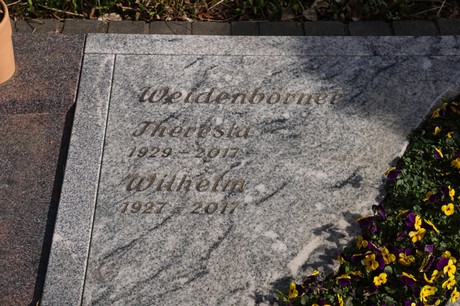 Weidenbörner
Theresia
1929 – 2017
Wilhelm
1927 – 2017